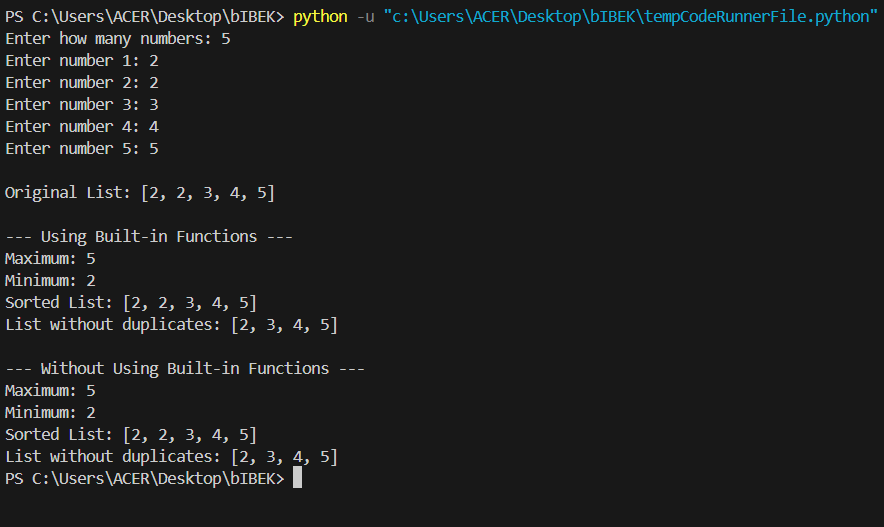 PS C:\Users\ACER\Desktop\bIBEK> python -u "c:\Users\ACER\Desktop\bIBEK\tempCodeRunnerFile.python"
Enter how many numbers: 5
Enter number 1: 2
Enter number 2: 2
Enter number 3: 3
Enter number 4: 4
Enter number 5: 5
Original List: [2, 2, 3, 4, 5]
--- Using Built-in Functions ---
Maximum: 5
Minimum: 2
Sorted List: [2, 2, 3, 4, 5]
List without duplicates: [2, 3, 4, 5]
--- Without Using Built-in Functions ---
Maximum: 5
Minimum: 2
Sorted List: [2, 2, 3, 4, 5]
List without duplicates: [2, 3, 4, 5]
PS C:\Users\ACER\Desktop\bIBEK>